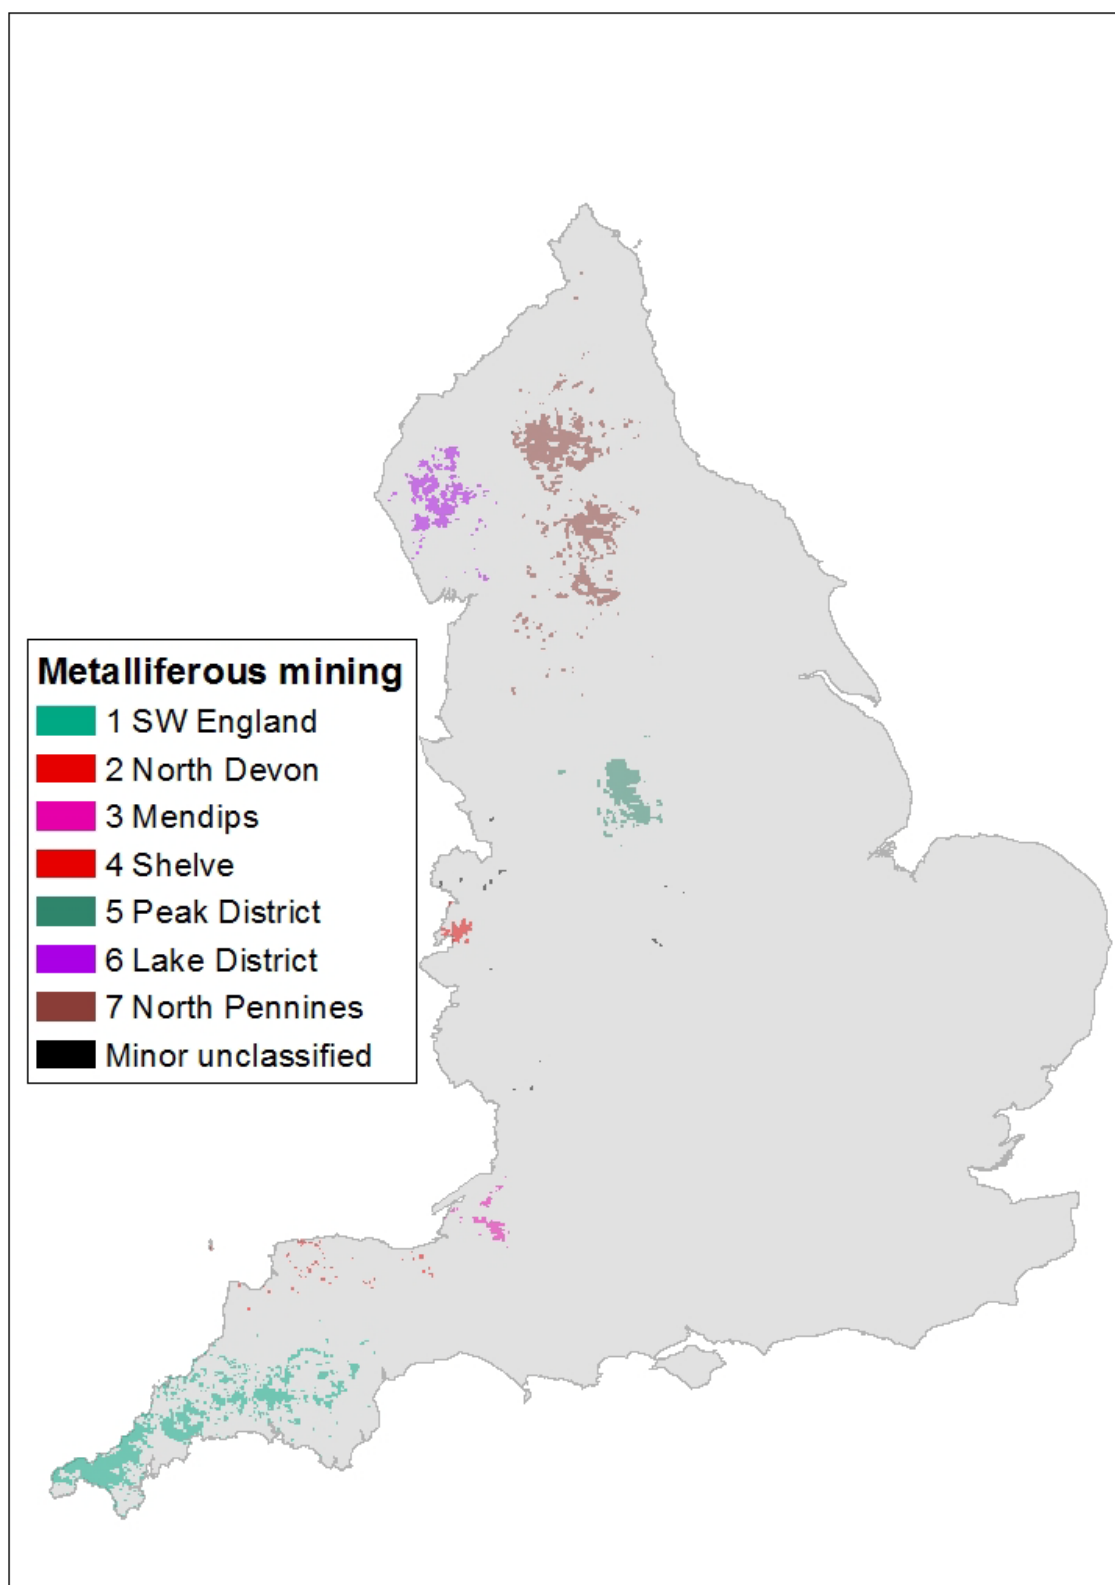 Metalliferous mining
1 SW England
2 North Devon
3 Mendips
4 Shelve
5 Peak District
6 Lake District
7 North Pennines
Minor unclassified